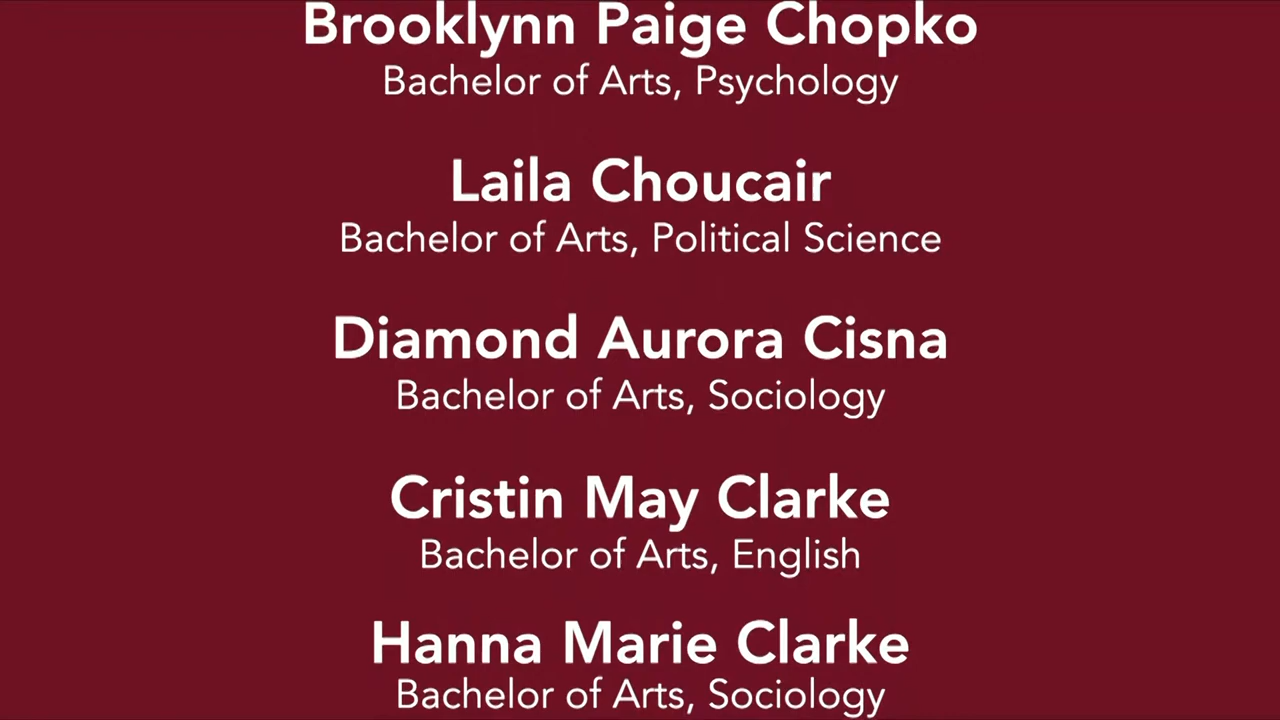 Brooklynn Paige Chopko
Bachelor of Arts, Psychology
Laila Choucair
Bachelor of Arts, Political Science
Diamond Aurora Cisna
Bachelor of Arts, Sociology
Cristin May Clarke
Bachelor of Arts, English
Hanna Marie Clarke
Bachelor of Arts, Sociology